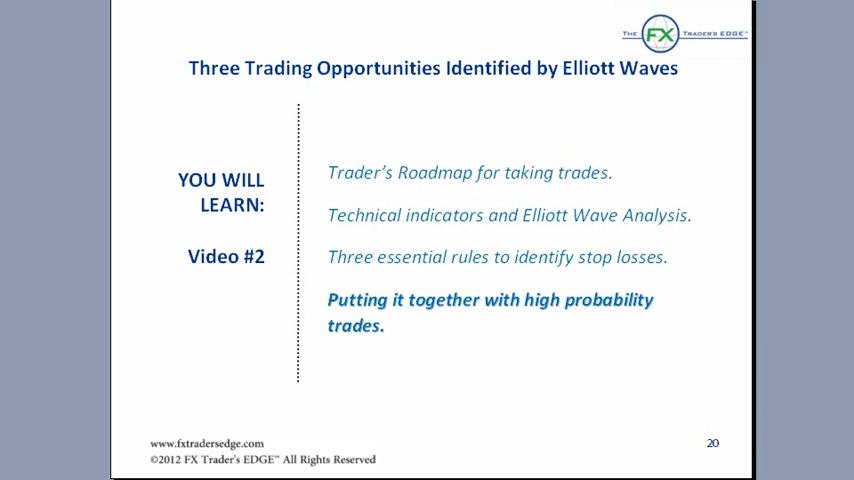 THE FX TRADER'S EDGE™
Three Trading Opportunities Identified by Elliott Waves
YOU WILL
LEARN:
Video #2
Trader's Roadmap for taking trades.
Technical indicators and Elliott Wave Analysis.
Three essential rules to identify stop losses.
Putting it together with high probability
trades.
www.fxtradersedge.com
©2012 FX Trader's EDGE™ All Rights Reserved
20